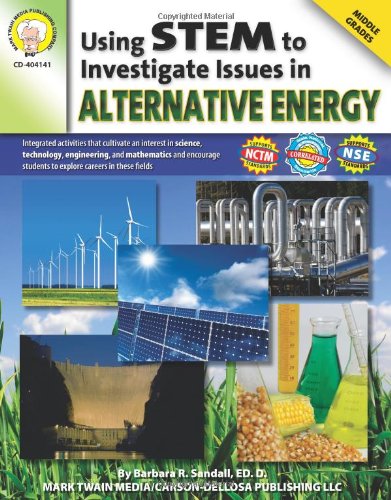 Copyrighted Material
MARK TWAIN MEDIA PUBLISHING COMPANY
CD-404141
MIDDLE GRADES
Using STEM to
Investigate Issues in
ALTERNATIVE ENERGY
Integrated activities that cultivate an interest in science,
technology, engineering, and mathematics and encourage
students to explore careers in these fields
SUPPORTS
NCTM
STANDARDS
CORRELATED
SUPPORTS
NSE
STANDARDS
By Barbara R. Sandall, ED. D.
MARK TWAIN MEDIA/CARSON-DELLOSA PUBLISHING LLC
Copyrighted Material